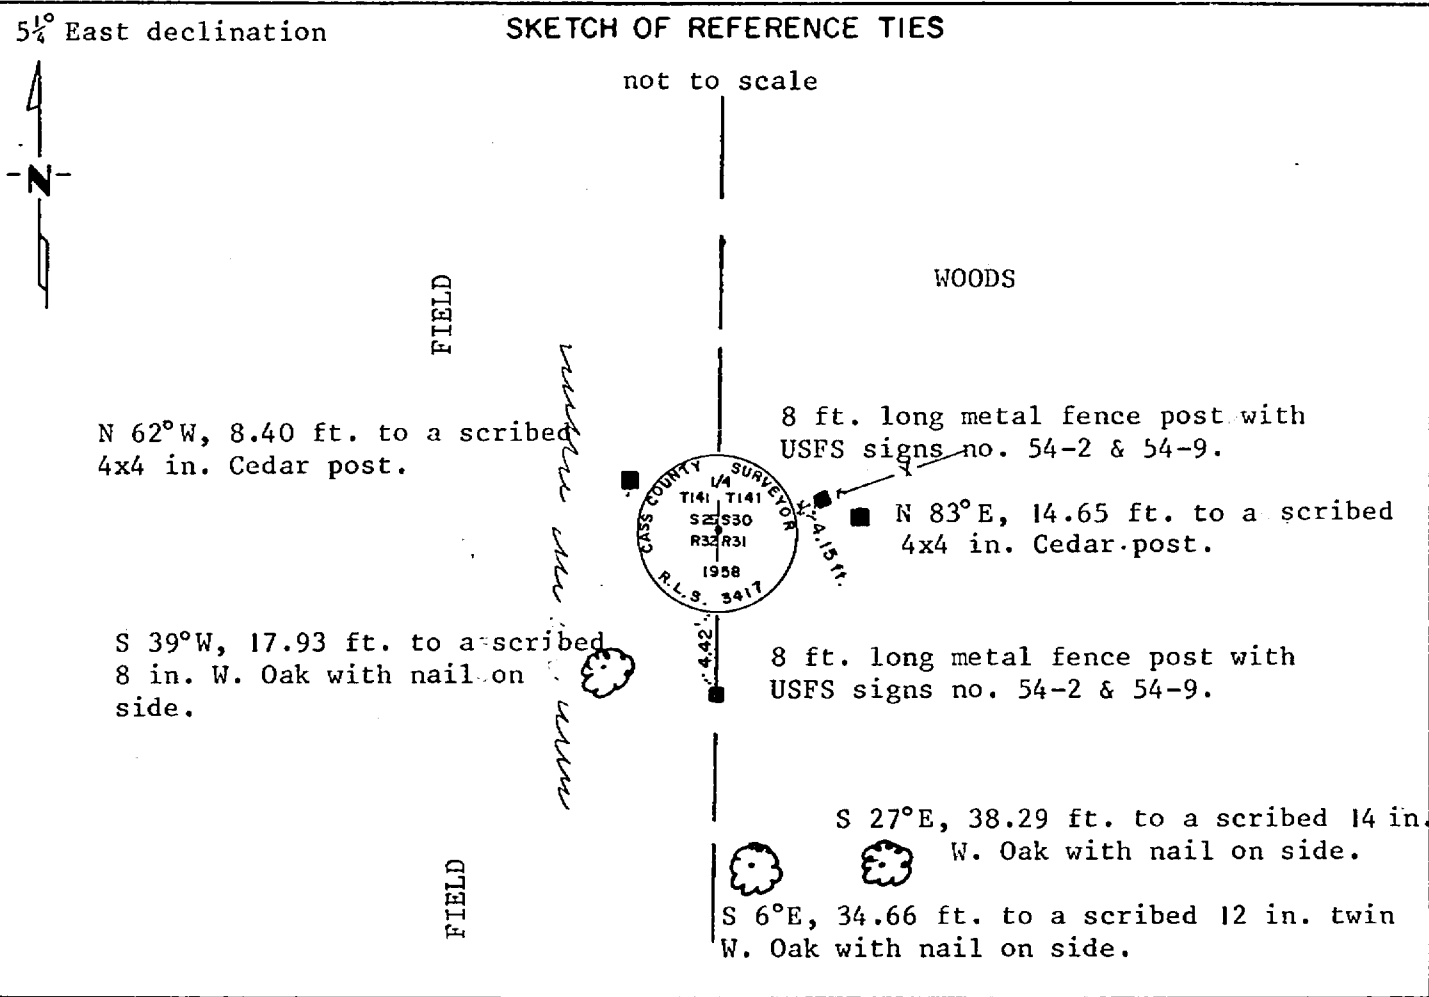 5¼° East declination
SKETCH OF REFERENCE TIES
not to scale
-N-
FIELD
WOODS
N 62°W, 8.40 ft. to a scribed
4x4 in. Cedar post.
8 ft. long metal fence post with
USFS signs no. 54-2 & 54-9.
CASS COUNTY SURVEYOR
1/4
T141 T141
S25 S30
R32 R31
1958
R.L.S. 3417
4.15 ft.
N 83°E, 14.65 ft. to a scribed
4x4 in. Cedar post.
S 39°W, 17.93 ft. to a scribed
8 in. W. Oak with nail on
side.
4.42'
8 ft. long metal fence post with
USFS signs no. 54-2 & 54-9.
S 27°E, 38.29 ft. to a scribed 14 in.
W. Oak with nail on side.
FIELD
S 6°E, 34.66 ft. to a scribed 12 in. twin
W. Oak with nail on side.